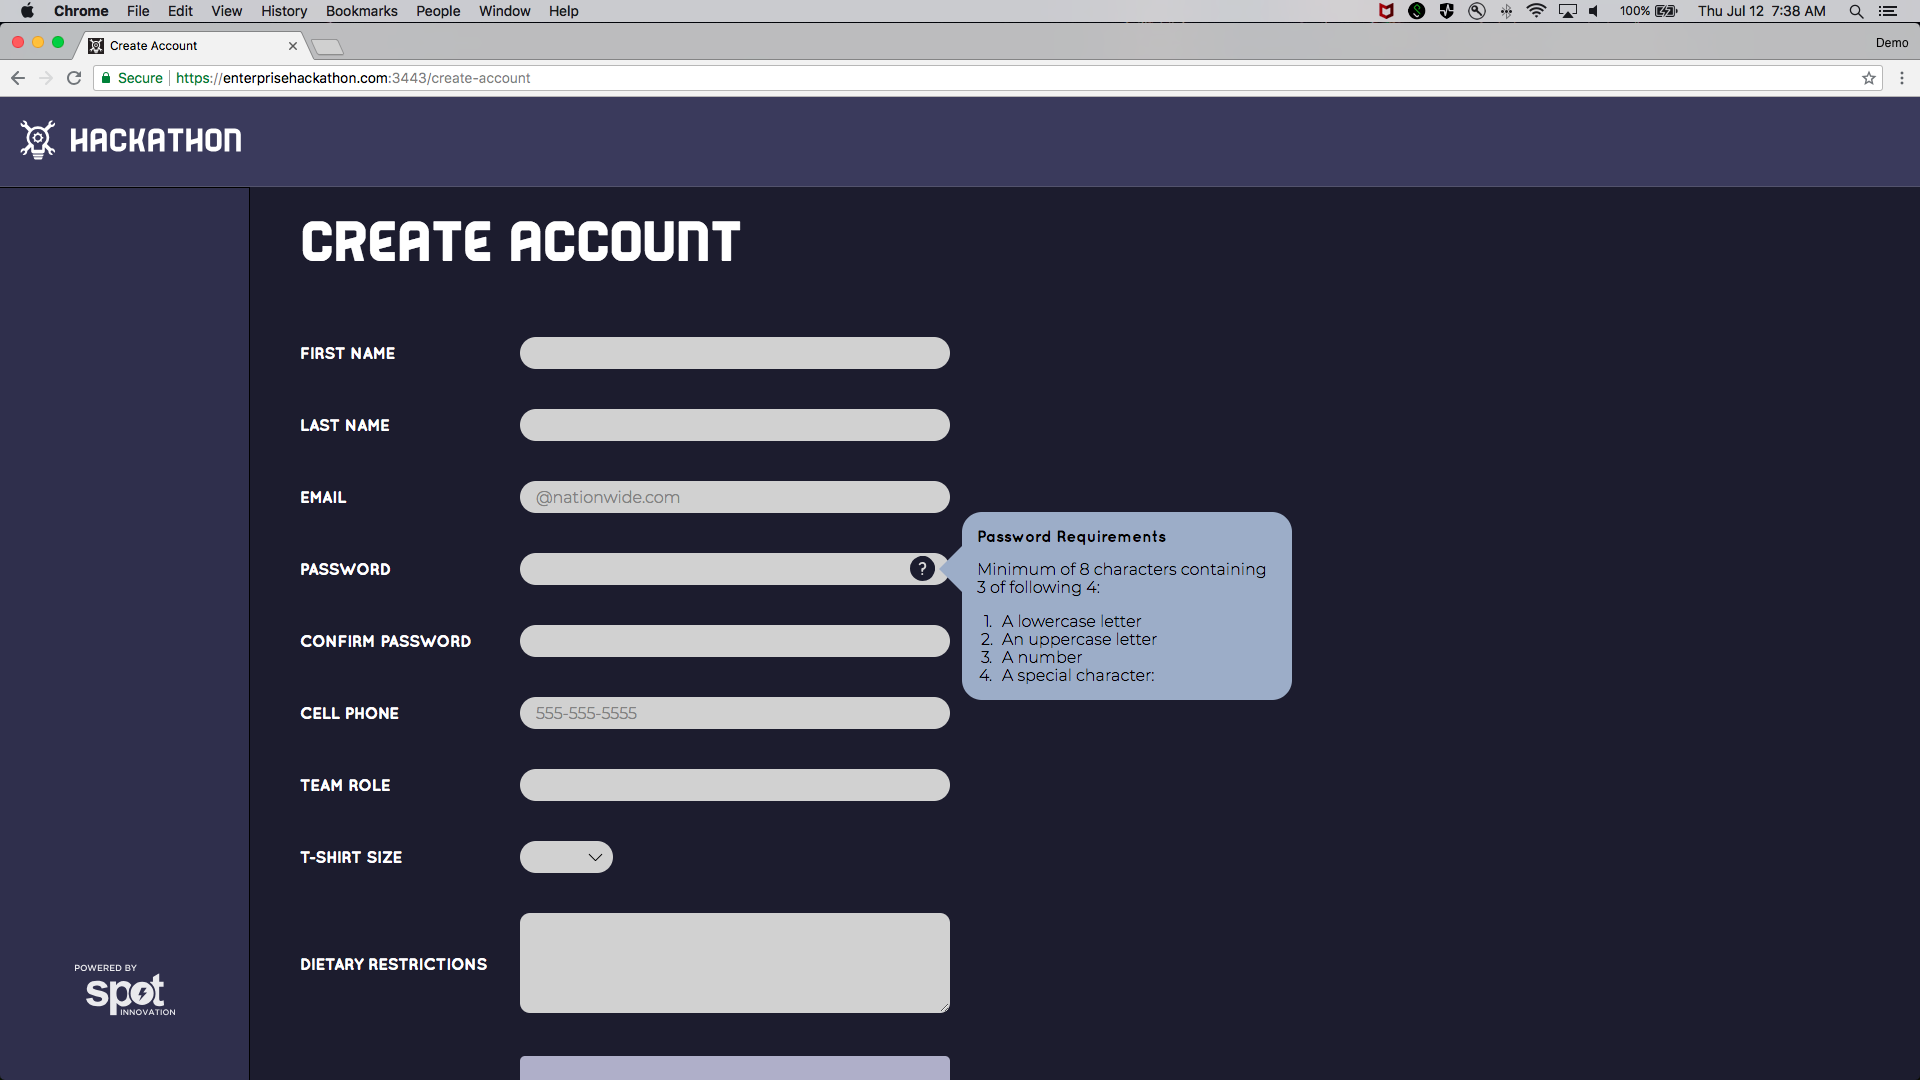 Chrome File Edit View History Bookmarks People Window Help 100% Thu Jul 12 7:38 AM
Create Account
Demo
Secure https://enterprisehackathon.com:3443/create-account
HACKATHON
CREATE ACCOUNT
FIRST NAME
LAST NAME
EMAIL @nationwide.com
PASSWORD ?
Password Requirements
Minimum of 8 characters containing
3 of following 4:
1. A lowercase letter
2. An uppercase letter
3. A number
4. A special character:
CONFIRM PASSWORD
CELL PHONE 555-555-5555
TEAM ROLE
T-SHIRT SIZE
DIETARY RESTRICTIONS
POWERED BY
spot
INNOVATION